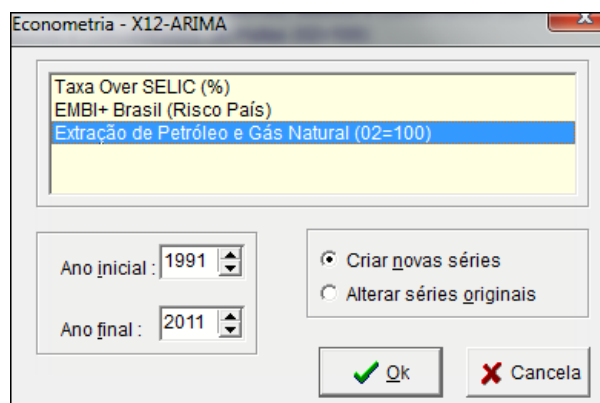 Econometria - X12-ARIMA
Taxa Over SELIC (%)
EMBI+ Brasil (Risco País)
Extração de Petróleo e Gás Natural (02=100)
Ano inicial : 1991
Ano final : 2011
Criar novas séries
Alterar séries originais
Ok
Cancela